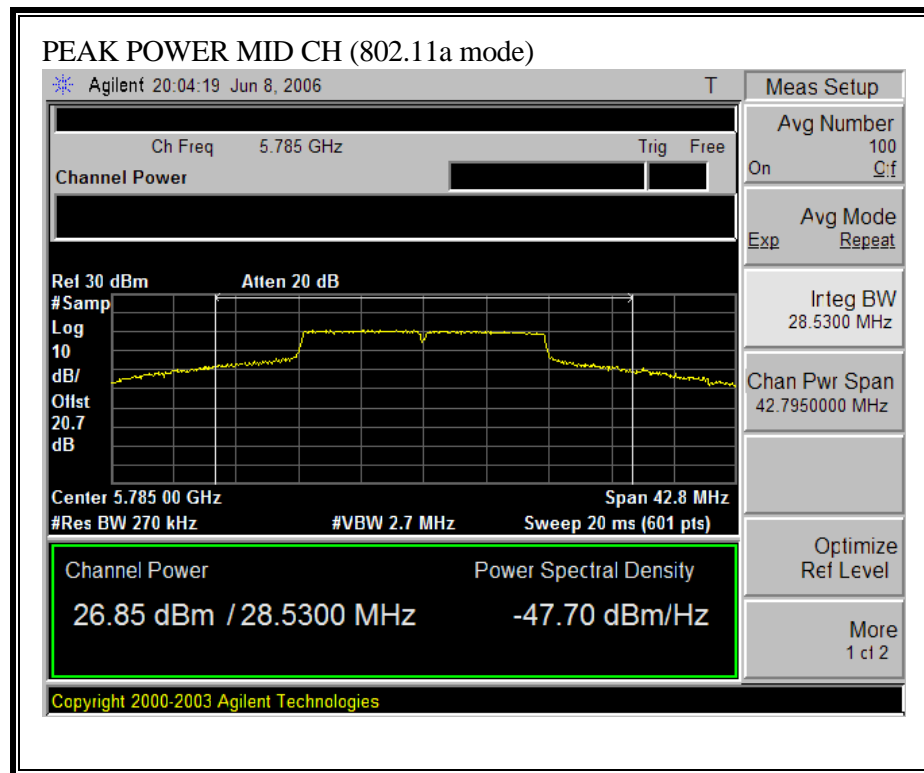 PEAK POWER MID CH (802.11a mode)
Agilent 20:04:19 Jun 8, 2006 T
Ch Freq 5.785 GHz Trig Free
Channel Power
Ref 30 dBm Atten 20 dB
#Samp
Log
10
dB/
Offst
20.7
dB
Center 5.785 00 GHz Span 42.8 MHz
#Res BW 270 kHz #VBW 2.7 MHz Sweep 20 ms (601 pts)
Channel Power Power Spectral Density
26.85 dBm / 28.5300 MHz -47.70 dBm/Hz
Copyright 2000-2003 Agilent Technologies
Meas Setup
Avg Number
100
On Off
Avg Mode
Exp Repeat
Integ BW
28.5300 MHz
Chan Pwr Span
42.7950000 MHz
Optimize
Ref Level
More
1 of 2